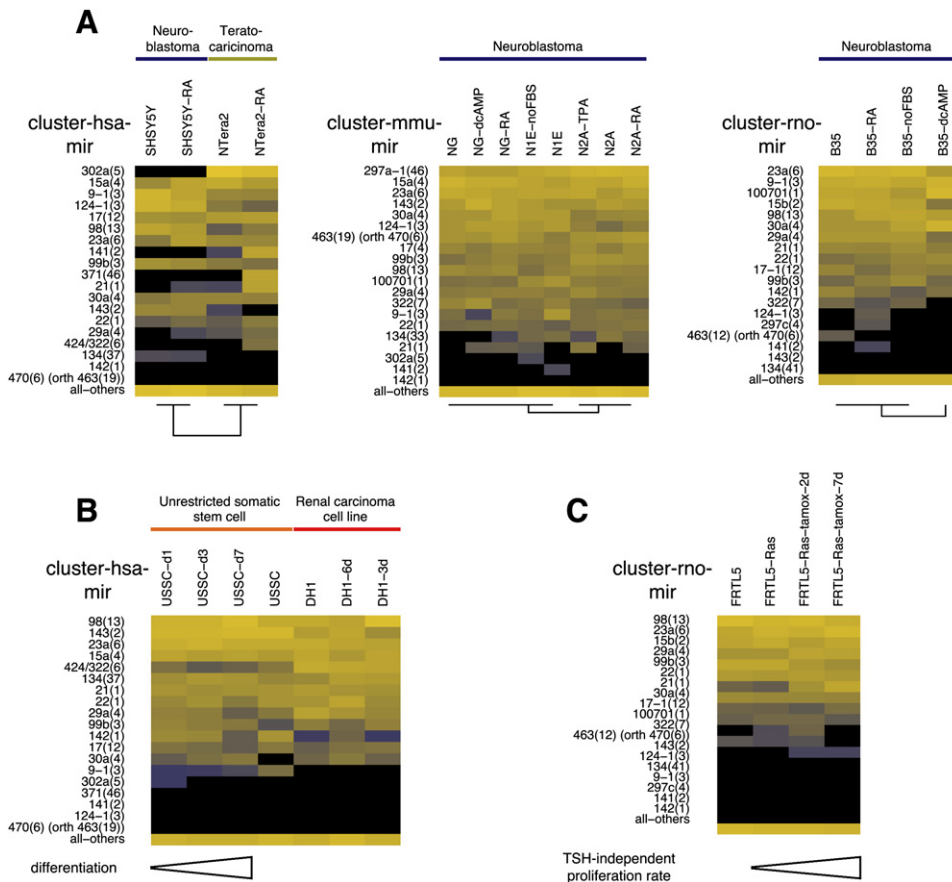 A
Neuro-
blastoma
Terato-
caricinoma
cluster-hsa-
mir
SHSY5Y
SHSY5Y-RA
NTera2
NTera2-RA
302a(5)
15a(4)
9-1(3)
124-1(3)
17(12)
98(13)
23a(6)
141(2)
99b(3)
371(46)
21(1)
30a(4)
143(2)
22(1)
29a(4)
424/322(6)
134(37)
142(1)
470(6) (orth 463(19))
all-others
Neuroblastoma
cluster-mmu-
mir
NG
NG-dcAMP
NG-RA
N1E-noFBS
N1E
N2A-TPA
N2A
N2A-RA
297a-1(46)
15a(4)
23a(6)
143(2)
30a(4)
124-1(3)
463(19) (orth 470(6))
17(4)
99b(3)
98(13)
100701(1)
29a(4)
322(7)
9-1(3)
22(1)
134(33)
21(1)
302a(5)
141(2)
142(1)
all-others
Neuroblastoma
cluster-rno-
mir
B35
B35-RA
B35-noFBS
B35-dcAMP
23a(6)
9-1(3)
100701(1)
15b(2)
98(13)
30a(4)
29a(4)
21(1)
22(1)
17-1(12)
99b(3)
142(1)
322(7)
124-1(3)
297c(4)
463(12) (orth 470(6))
141(2)
143(2)
134(41)
all-others
B
Unrestricted somatic
stem cell
Renal carcinoma
cell line
cluster-hsa-
mir
USSC-d1
USSC-d3
USSC-d7
USSC
DH1
DH1-6d
DH1-3d
98(13)
143(2)
23a(6)
15a(4)
424/322(6)
134(37)
21(1)
22(1)
29a(4)
99b(3)
142(1)
17(12)
30a(4)
9-1(3)
302a(5)
371(46)
141(2)
124-1(3)
470(6) (orth 463(19))
all-others
differentiation
C
cluster-rno-
mir
FRTL5
FRTL5-Ras
FRTL5-Ras-tamox-2d
FRTL5-Ras-tamox-7d
98(13)
23a(6)
15b(2)
29a(4)
99b(3)
22(1)
21(1)
30a(4)
17-1(12)
100701(1)
322(7)
463(12) (orth 470(6))
143(2)
124-1(3)
134(41)
9-1(3)
297c(4)
141(2)
142(1)
all-others
TSH-independent
proliferation rate